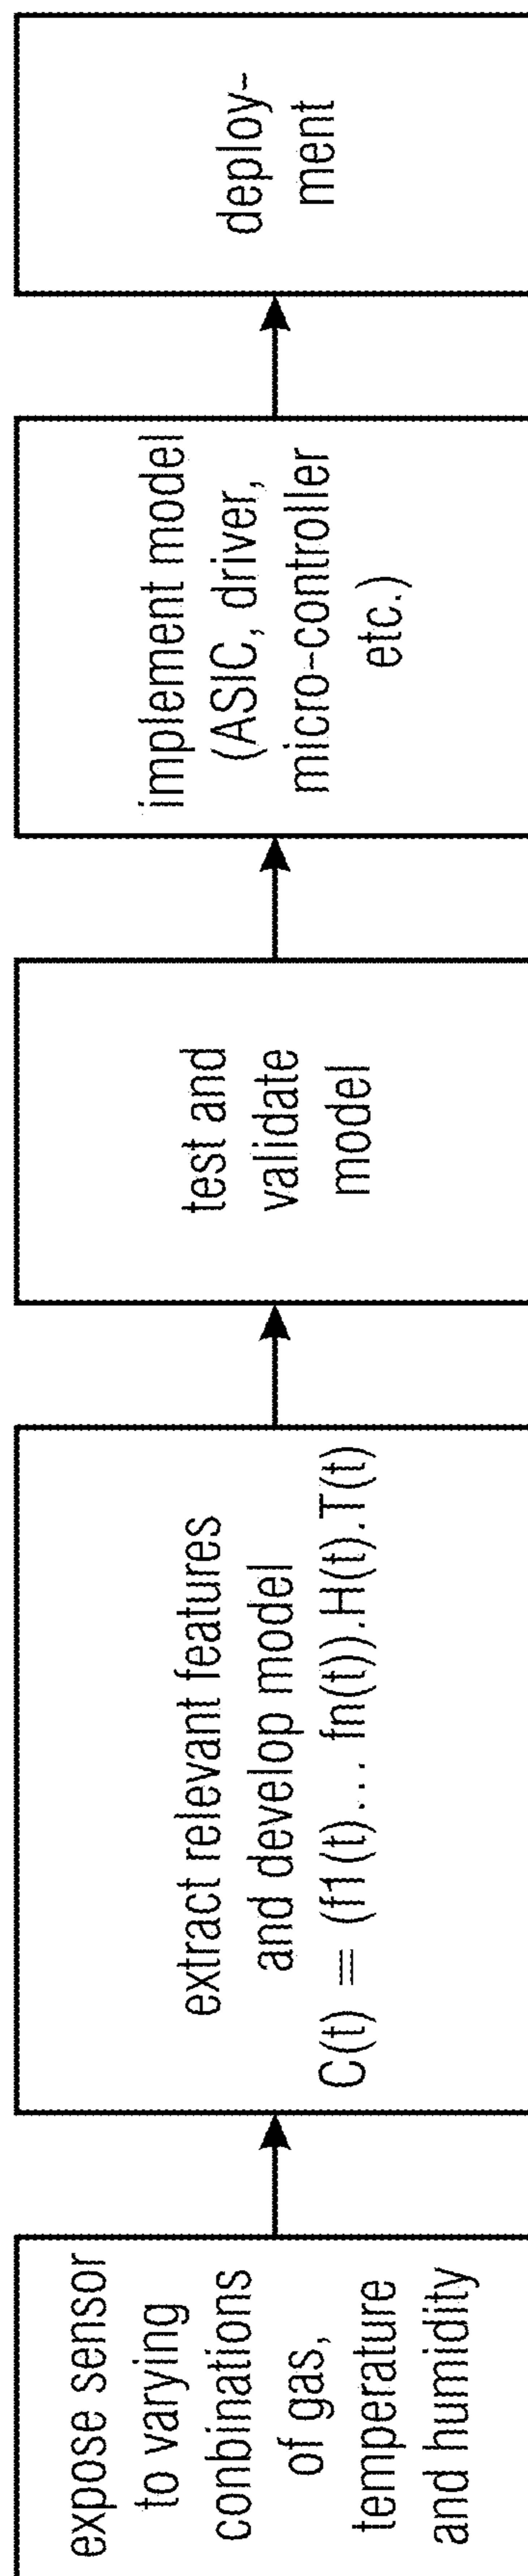 expose sensor
to varying
conbinations
of gas,
temperature
and humidity
extract relevant features
and develop model
C(t) = (f1(t)... fn(t)).H(t).T(t)
test and
validate
model
implement model
(ASIC, driver,
micro-controller
etc.)
deploy-
ment